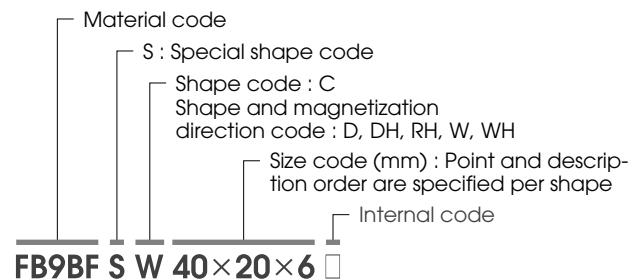 Material code
S : Special shape code
Shape code : C
Shape and magnetization
direction code : D, DH, RH, W, WH
Size code (mm) : Point and descrip-
tion order are specified per shape
Internal code
FB9BF S W 40×20×6 □